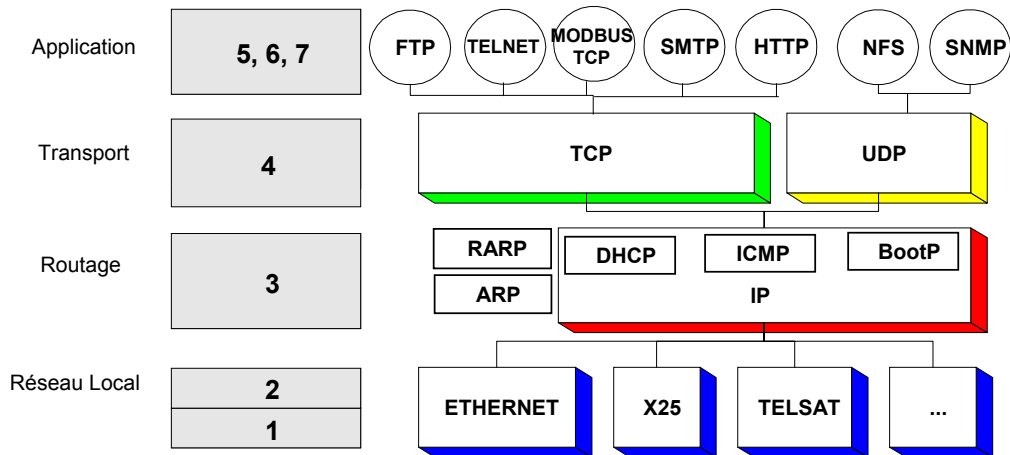 Application
5, 6, 7
FTP
TELNET
MODBUS
TCP
SMTP
HTTP
NFS
SNMP
Transport
4
TCP
UDP
Routage
3
RARP
ARP
DHCP
ICMP
BootP
IP
Réseau Local
2
1
ETHERNET
X25
TELSAT
...